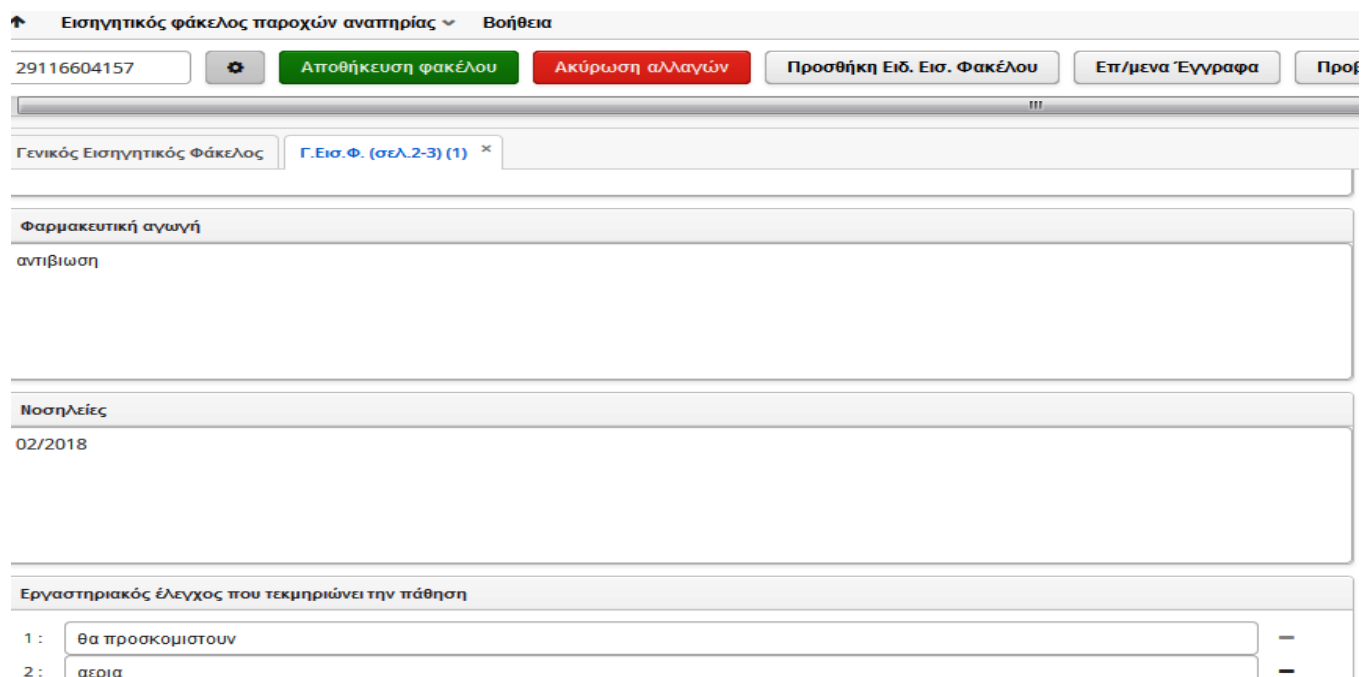 Εισηγητικός φάκελος παροχών αναπηρίας Βοήθεια
29116604157 Αποθήκευση φακέλου Ακύρωση αλλαγών Προσθήκη Ειδ. Εισ. Φακέλου Επ/μενα Έγγραφα
Γενικός Εισηγητικός Φάκελος Γ.Εισ.Φ. (σελ.2-3) (1) ×
Φαρμακευτική αγωγή
αντιβιωση
Νοσηλείες
02/2018
Εργαστηριακός έλεγχος που τεκμηριώνει την πάθηση
1 : θα προσκομιστουν
2 : αερια